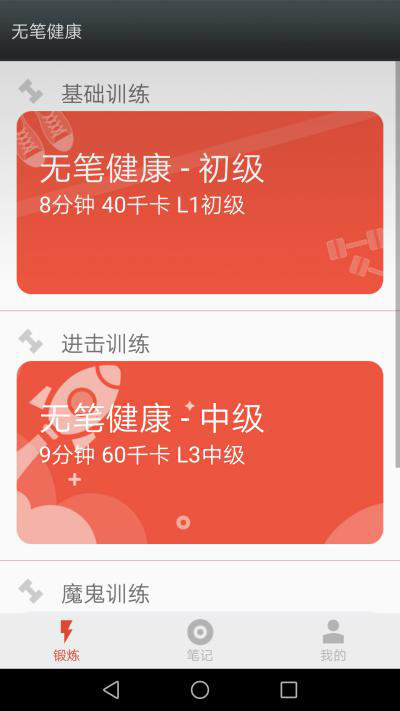 无笔健康
基础训练
无笔健康 - 初级
8分钟 40千卡 L1初级
进击训练
无笔健康 - 中级
9分钟 60千卡 L3中级
魔鬼训练
锻炼 笔记 我的